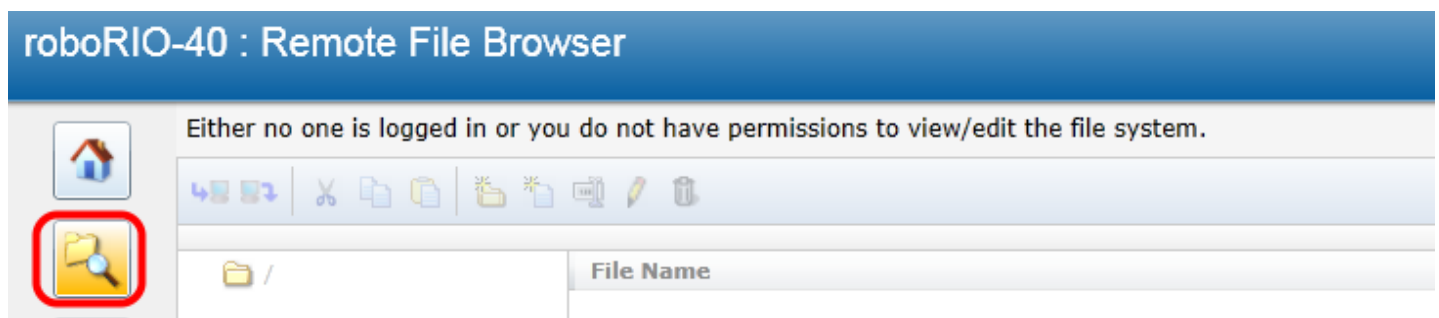 roboRIO-40 : Remote File Browser
Either no one is logged in or you do not have permissions to view/edit the file system.
/
File Name